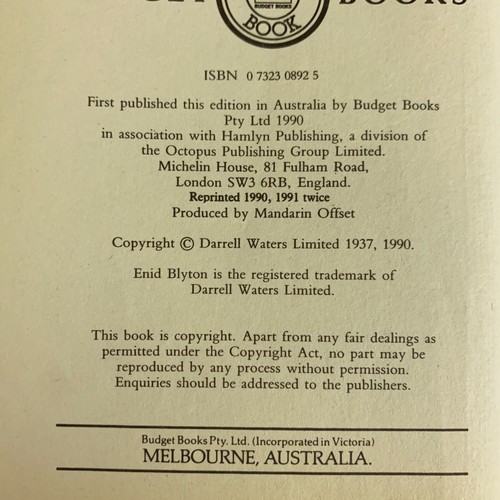 BOOKS
BUDGET BOOKS
BOOK
ISBN 0 7323 0892 5
First published this edition in Australia by Budget Books
Pty Ltd 1990
in association with Hamlyn Publishing, a division of
the Octopus Publishing Group Limited.
Michelin House, 81 Fulham Road,
London SW3 6RB, England.
Reprinted 1990, 1991 twice
Produced by Mandarin Offset
Copyright © Darrell Waters Limited 1937, 1990.
Enid Blyton is the registered trademark of
Darrell Waters Limited.
This book is copyright. Apart from any fair dealings as
permitted under the Copyright Act, no part may be
reproduced by any process without permission.
Enquiries should be addressed to the publishers.
Budget Books Pty. Ltd. (Incorporated in Victoria)
MELBOURNE, AUSTRALIA.